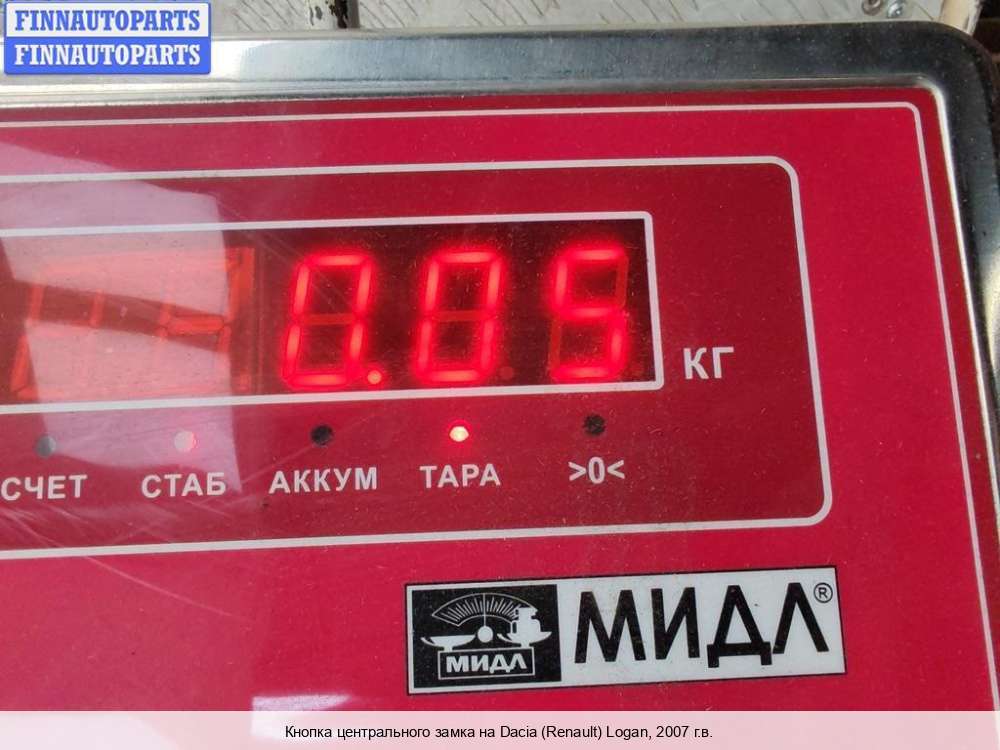 FINNAUTOPARTS
FINNAUTOPARTS
0.05
КГ
СЧЕТ СТАБ АККУМ ТАРА >0<
МИДЛ
МИДЛ®
Кнопка центрального замка на Dacia (Renault) Logan, 2007 г.в.